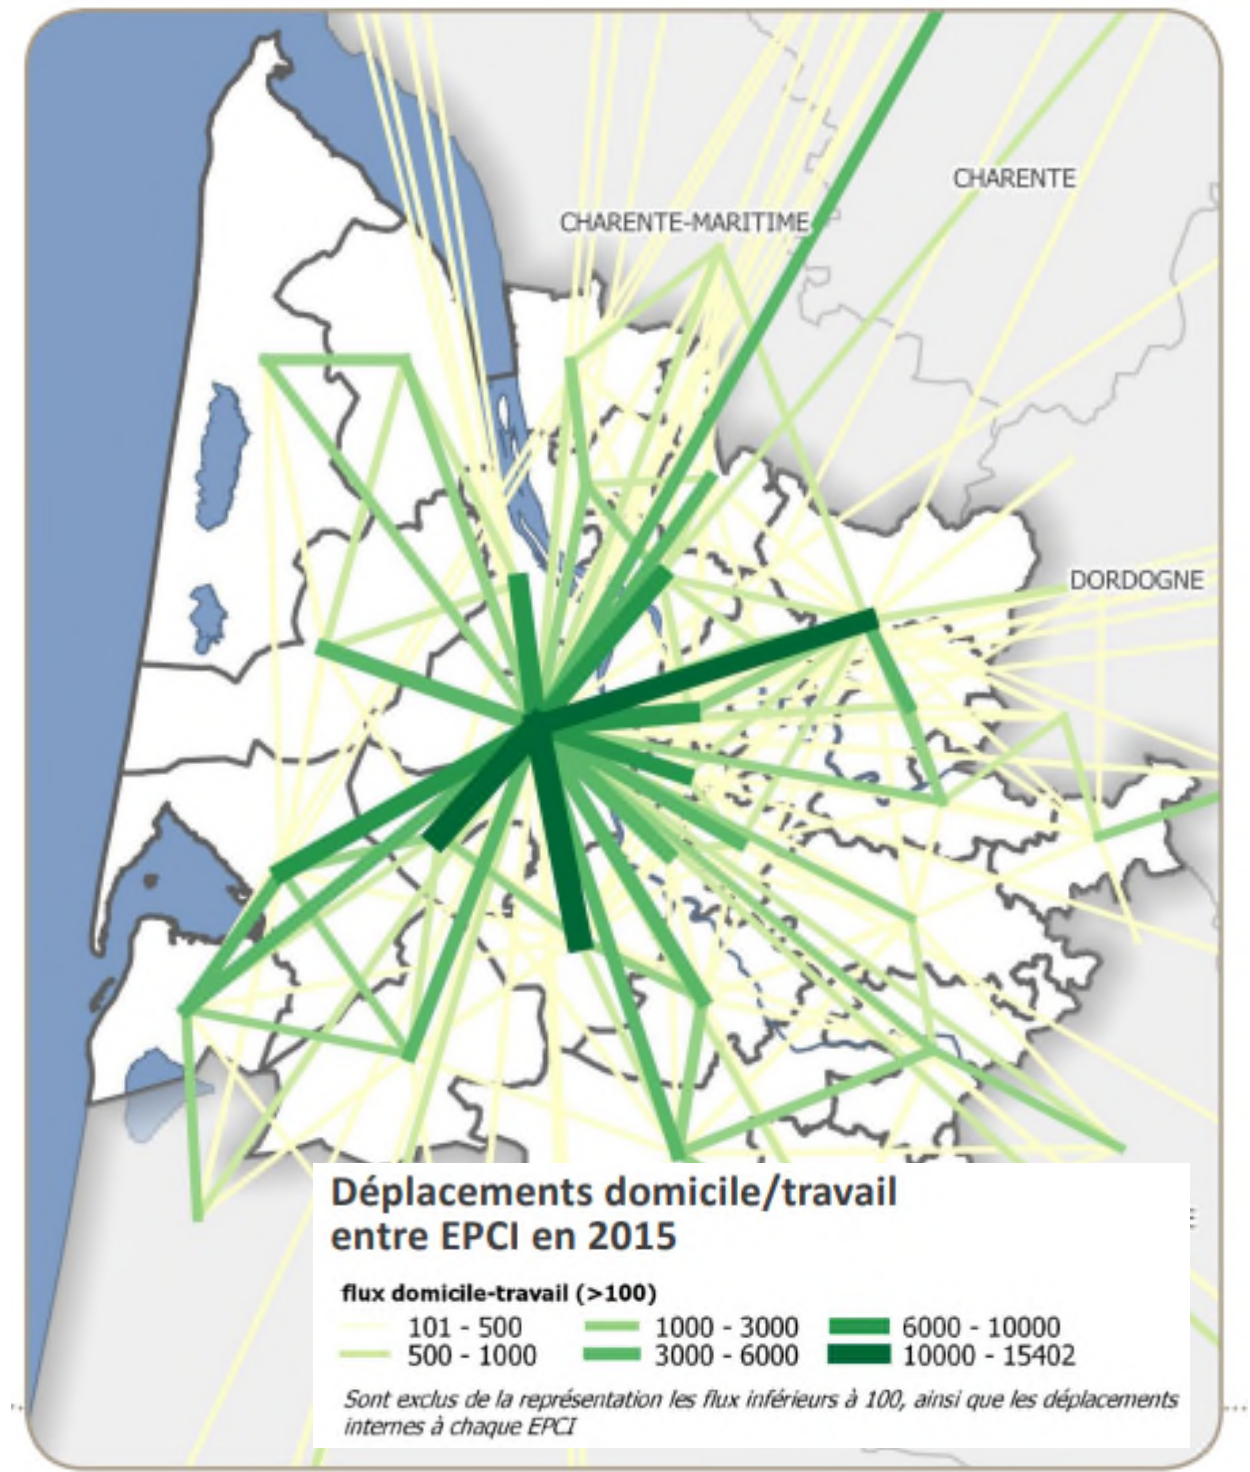 CHARENTE
CHARENTE-MARITIME
DORDOGNE
Déplacements domicile/travail
entre EPCI en 2015
flux domicile-travail (>100)
101 - 500 1000 - 3000 6000 - 10000
500 - 1000 3000 - 6000 10000 - 15402
Sont exclus de la représentation les flux inférieurs à 100, ainsi que les déplacements
internes à chaque EPCI